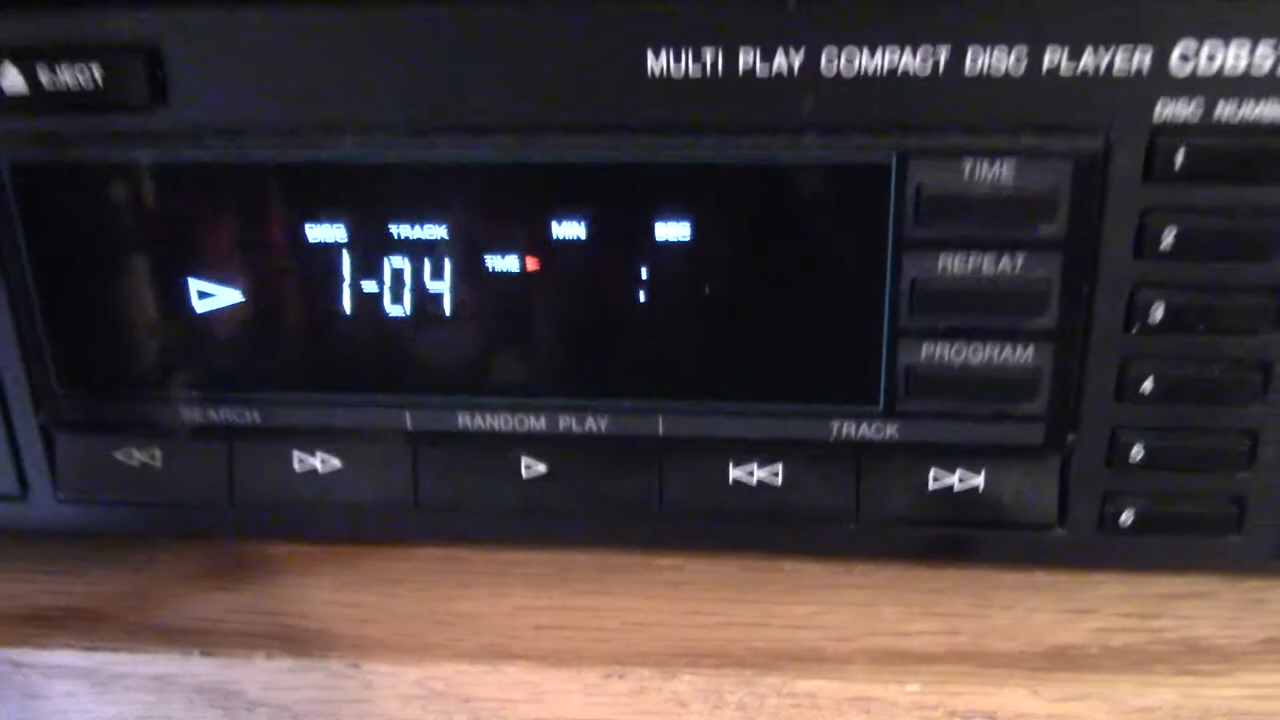 EJECT
MULTI PLAY COMPACT DISC PLAYER
DISC TRACK MIN SEC
1-04 TIME :
TIME
REPEAT
PROGRAM
SEARCH RANDOM PLAY TRACK
DISC
1
2
3
4
5
6